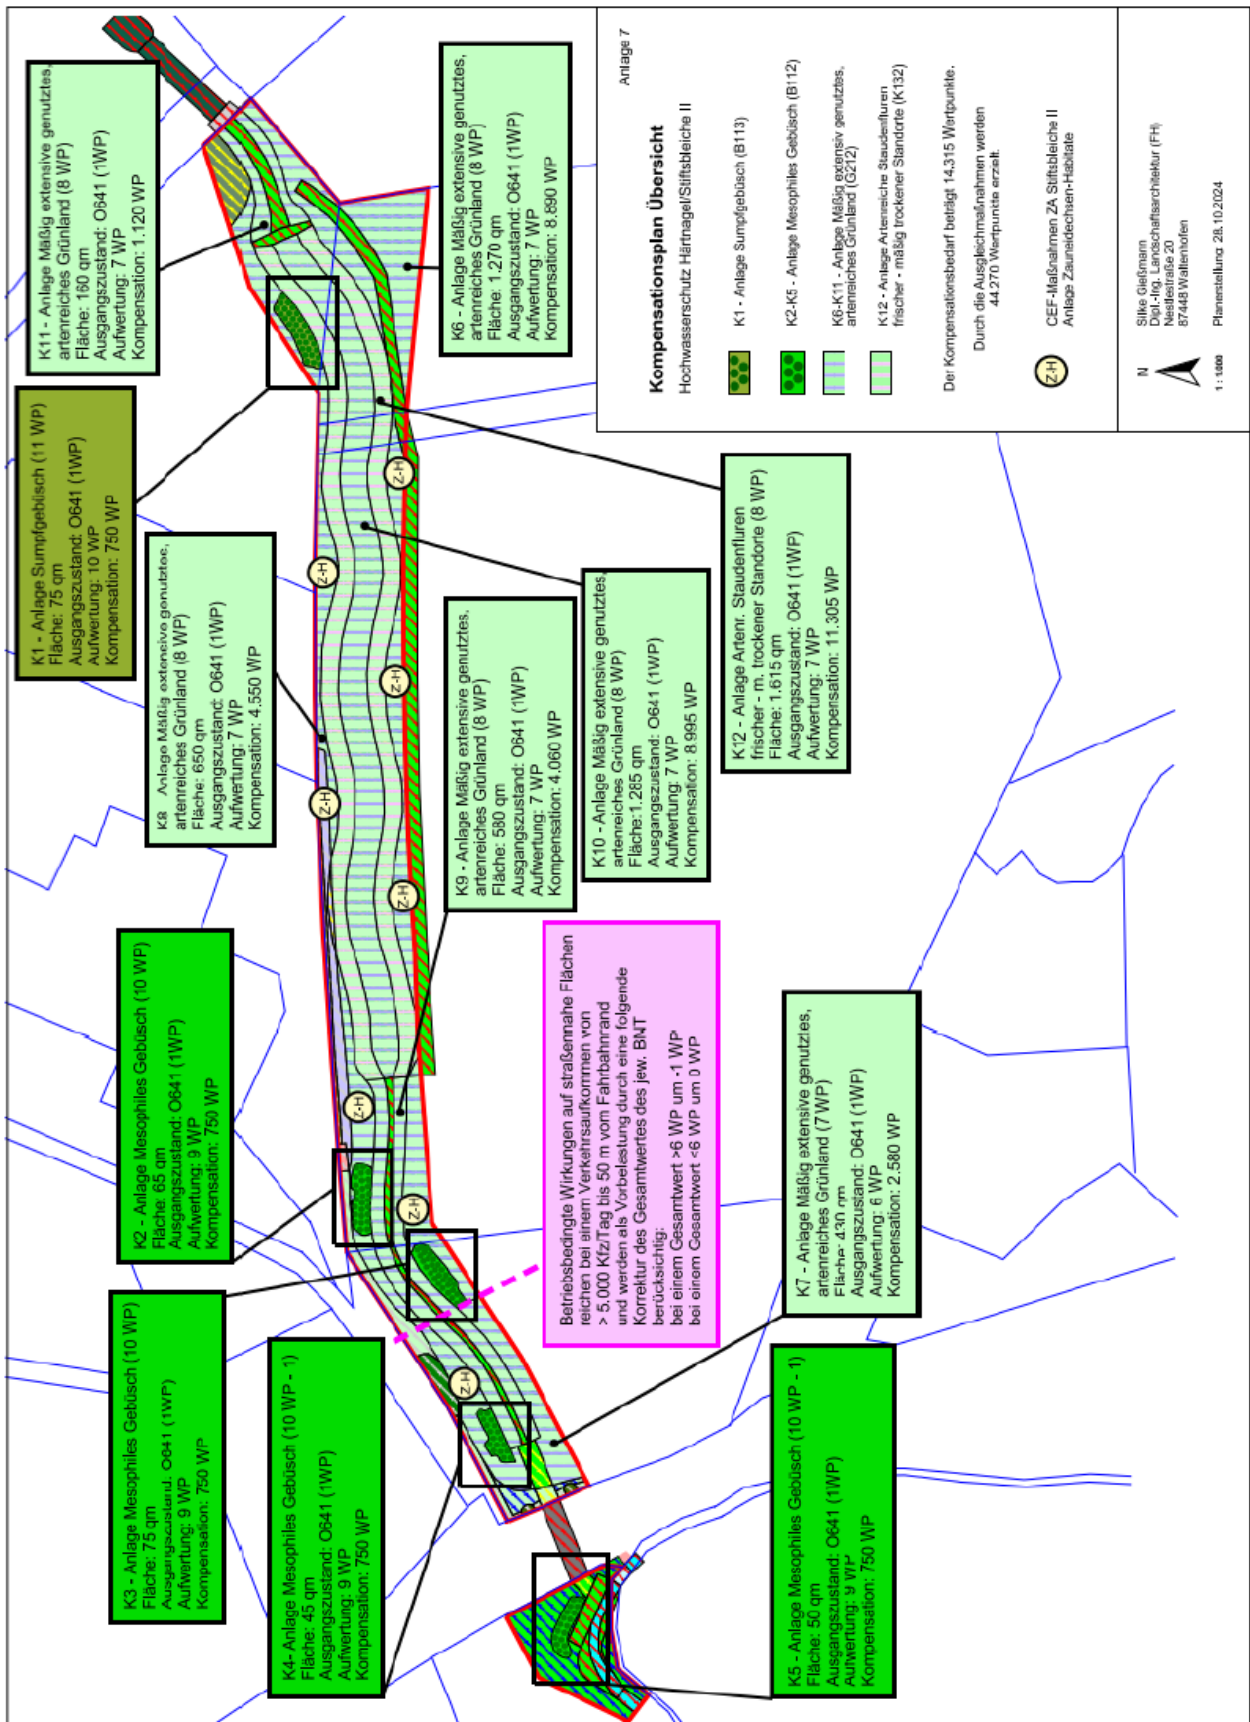 K11 - Anlage Mäßig extensive genutztes,
artenreiches Grünland (8 WP)
Fläche: 160 qm
Ausgangszustand: O641 (1WP)
Aufwertung: 7 WP
Kompensation: 1.120 WP
K6 - Anlage Mäßig extensive genutztes,
artenreiches Grünland (8 WP)
Fläche: 1.270 qm
Ausgangszustand: O641 (1WP)
Aufwertung: 7 WP
Kompensation: 8.890 WP
K1 - Anlage Sumpfgebüsch (11 WP)
Fläche: 75 qm
Ausgangszustand: O641 (1WP)
Aufwertung: 10 WP
Kompensation: 750 WP
K8 Anlage Mäßig extensive genutztes,
artenreiches Grünland (8 WP)
Fläche: 650 qm
Ausgangszustand: O641 (1WP)
Aufwertung: 7 WP
Kompensation: 4.550 WP
K9 - Anlage Mäßig extensive genutztes,
artenreiches Grünland (8 WP)
Fläche: 580 qm
Ausgangszustand: O641 (1WP)
Aufwertung: 7 WP
Kompensation: 4.060 WP
K10 - Anlage Mäßig extensive genutztes,
artenreiches Grünland (8 WP)
Fläche:1.285 qm
Ausgangszustand: O641 (1WP)
Aufwertung: 7 WP
Kompensation: 8.995 WP
K12 - Anlage Artenr. Staudenfluren
frischer - m. trockener Standorte (8 WP)
Fläche: 1.615 qm
Ausgangszustand: O641 (1WP)
Aufwertung: 7 WP
Kompensation: 11.305 WP
K2 - Anlage Mesophiles Gebüsch (10 WP)
Fläche: 65 qm
Ausgangszustand: O641 (1WP)
Aufwertung: 9 WP
Kompensation: 750 WP
K3 - Anlage Mesophiles Gebüsch (10 WP)
Fläche: 75 qm
Ausgangszustand: O641 (1WP)
Aufwertung: 9 WP
Kompensation: 750 WP
K4- Anlage Mesophiles Gebüsch (10 WP - 1)
Fläche: 45 qm
Ausgangszustand: O641 (1WP)
Aufwertung: 9 WP
Kompensation: 750 WP
Betriebsbedingte Wirkungen auf straßennahe Flächen
reichen bei einem Verkehrsaufkommen von
> 5.000 Kfz/Tag bis 50 m vom Fahrbahnrand
und werden als Vorbelastung durch eine folgende
Korrektur des Gesamtwertes des jew. BNT
berücksichtig:
bei einem Gesamtwert >6 WP um -1 WP
bei einem Gesamtwert <6 WP um 0 WP
K7 - Anlage Mäßig extensive genutztes,
artenreiches Grünland (7 WP)
Fläche: 430 qm
Ausgangszustand: O641 (1WP)
Aufwertung: 6 WP
Kompensation: 2.580 WP
K5 - Anlage Mesophiles Gebüsch (10 WP - 1)
Fläche: 50 qm
Ausgangszustand: O641 (1WP)
Aufwertung: 9 WP
Kompensation: 750 WP
Z-H
Z-H
Z-H
Z-H
Z-H
Z-H
Z-H
Z-H
Anlage 7
Kompensationsplan Übersicht
Hochwasserschutz Härtnagel/Stiftsbleiche II
K1 - Anlage Sumpfgebüsch (B113)
K2-K5 - Anlage Mesophiles Gebüsch (B112)
K6-K11 - Anlage Mäßig extensiv genutztes,
artenreiches Grünland (G212)
K12 - Anlage Artenreiche Staudenfluren
frischer - mäßig trockener Standorte (K132)
Der Kompensationsbedarf beträgt 14.315 Wertpunkte.
Durch die Ausgleichmaßnahmen werden
44.270 Wertpunkte erzielt.
Z-H
CEF-Maßnahmen ZA Stiftsbleiche II
Anlage Zauneidechsen-Habitate
N
1 : 1000
Silke Gießmann
Dipl.-Ing. Landschaftsarchitektur (FH)
Neslfestraße 20
87448 Waltenhofen
Planerstellung 28.10.2024